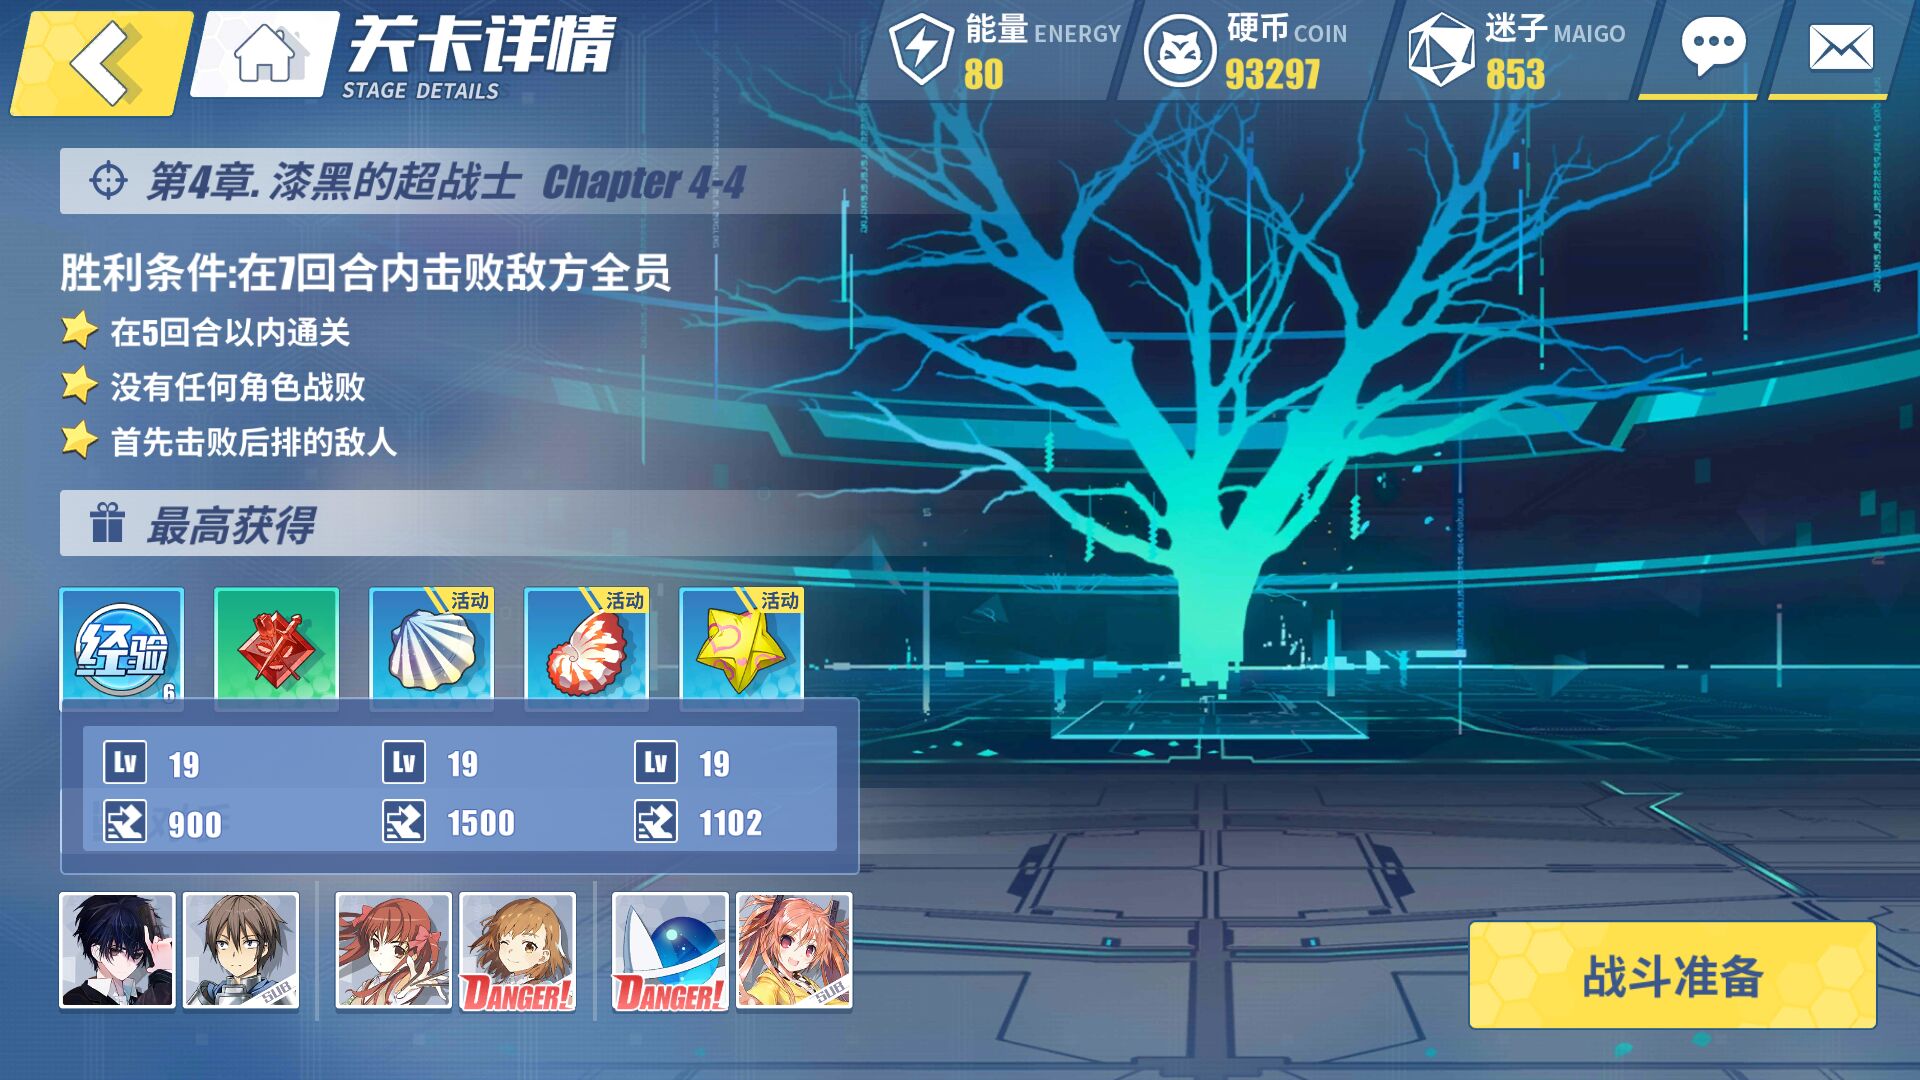 关卡详情
STAGE DETAILS
能量 ENERGY
80
硬币 COIN
93297
迷子 MAIGO
853
第4章.漆黑的超战士 Chapter 4-4
胜利条件:在7回合内击败敌方全员
在5回合以内通关
没有任何角色战败
首先击败后排的敌人
最高获得
经验
6
活动
活动
活动
Lv 19
Lv 19
Lv 19
900
1500
1102
SUB
DANGER!
DANGER!
SUB
战斗准备